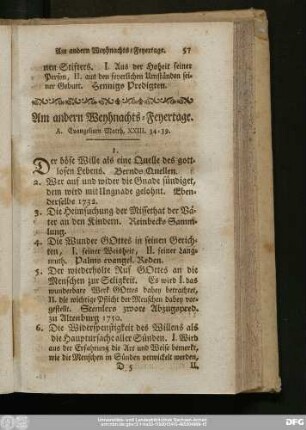 Am andern Weyhnachts-Feyertage. 57
nen Stifters. I. Aus der Hoheit seiner
Person, II. aus den feyerlichen Umständen sei-
ner Geburt. Hennigs Predigten.
Am andern Weyhnachts-Feyertage.
A. Evangelium Matth. XXIII. 34-39.
1.
Der böse Wille als eine Quelle des gott-
losen Lebens. Bernds Quellen.
2. Wer auf und wider die Gnade sündiget,
dem wird mit Ungnade gelohnt. Eben-
derselbe 1732.
3. Die Heimsuchung der Missethat der Vä-
ter an den Kindern. Reinbecks Samm-
lung.
4. Die Wunder GOttes in seinen Gerich-
ten, I. seiner Weisheit, II. seiner Lang-
muth. Palms evangel. Reden.
5. Der wiederholte Ruf GOttes an die
Menschen zur Seligkeit. Es wird I. das
wunderbare Werk GOttes dabey betrachtet,
II. die wichtige Pflicht der Menschen dabey vor-
gestellt. Stemlers zwote Abzugspred.
zu Altenburg 1750.
6. Die Widerspenstigkeit des Willens als
die Hauptursache aller Sünden. I. Wird
aus der Erfahrung die Art und Weise bemerkt,
wie die Menschen in Sünden verwickelt werden,
D 5 II.